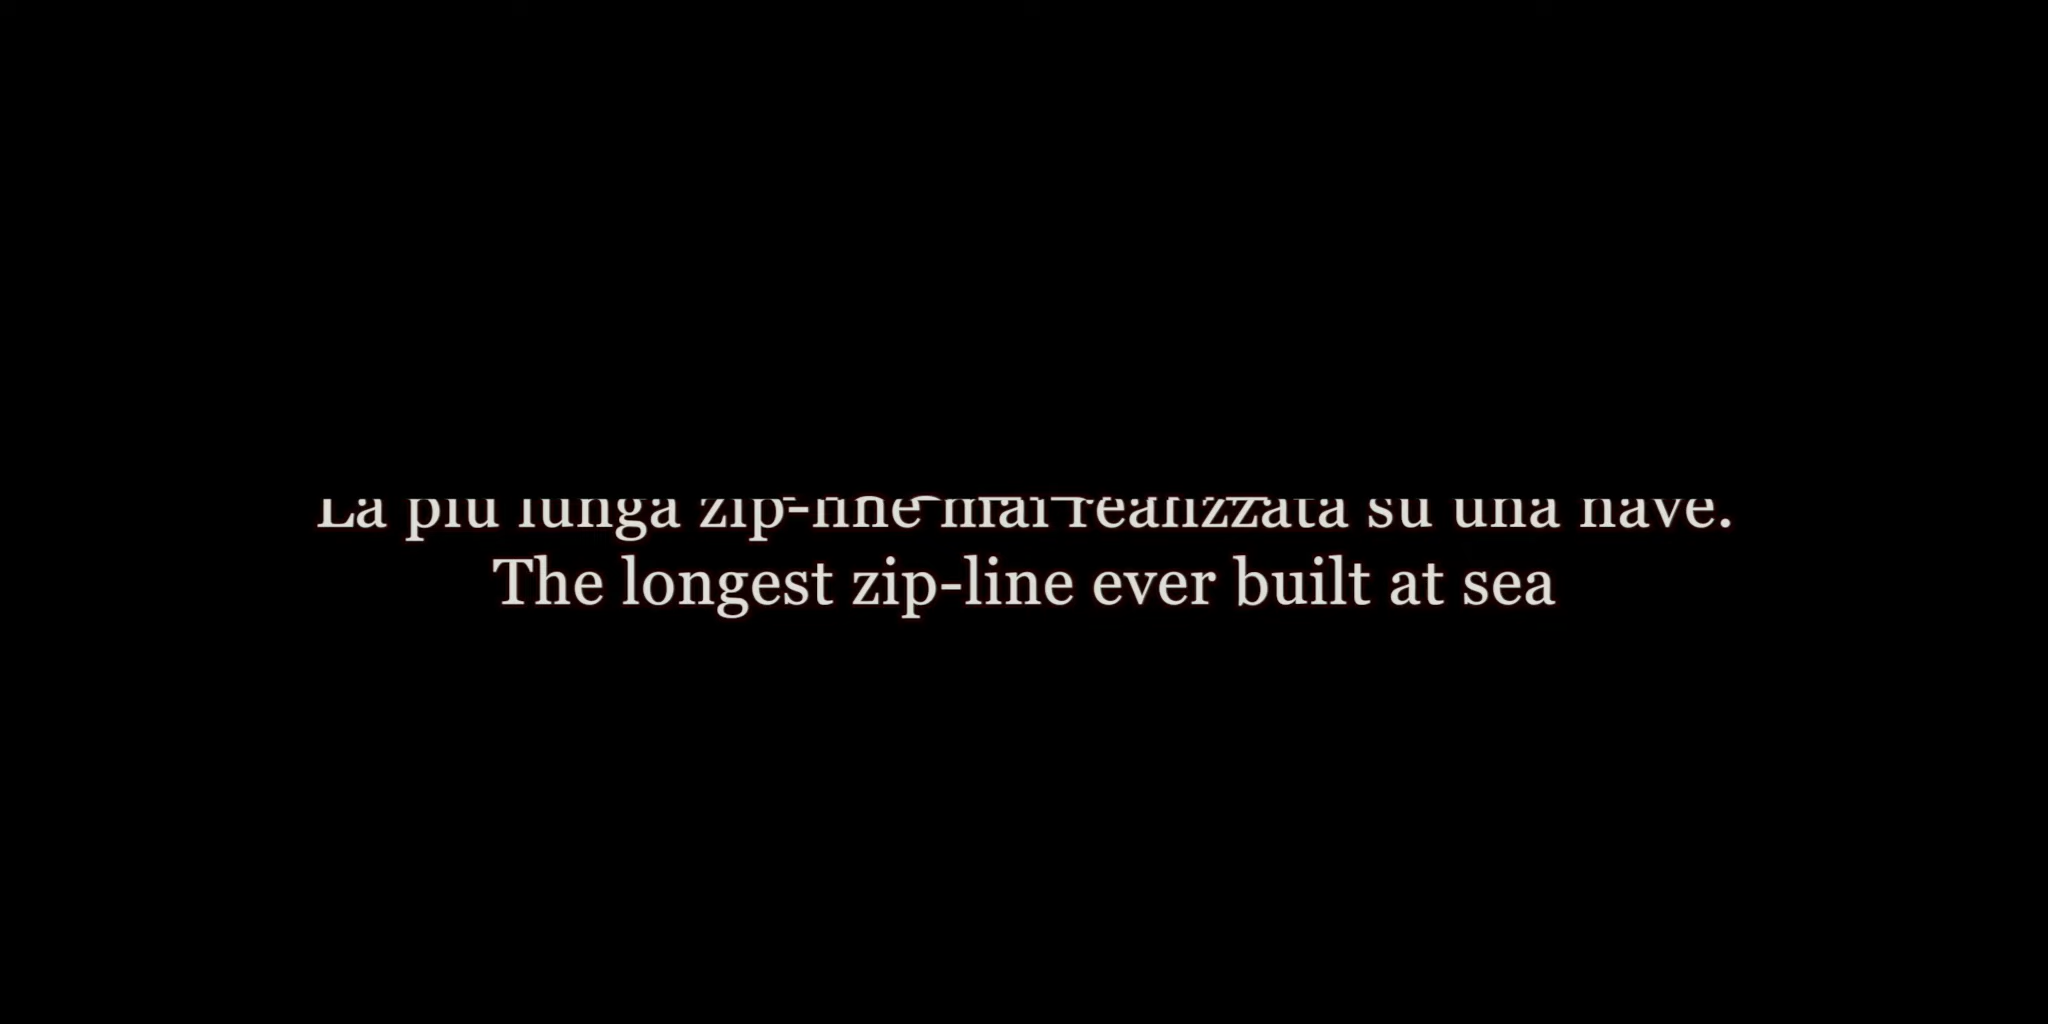 La più lunga zip-line mai realizzata su una nave.
The longest zip-line ever built at sea